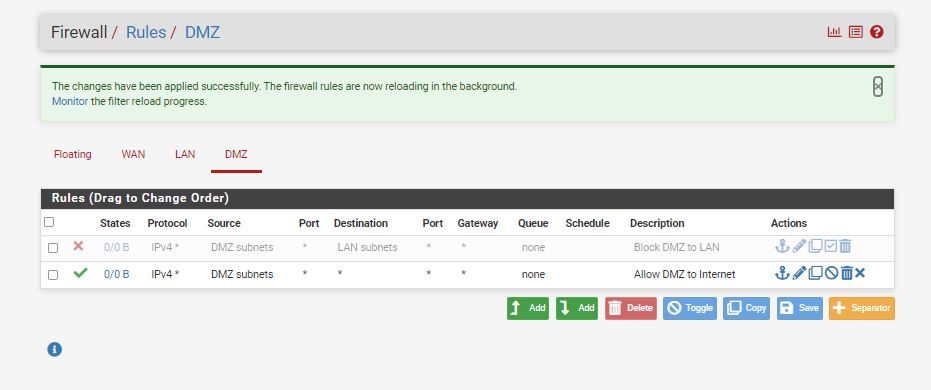 Firewall / Rules / DMZ
The changes have been applied successfully. The firewall rules are now reloading in the background.
Monitor the filter reload progress.
Floating WAN LAN DMZ
Rules (Drag to Change Order)
States Protocol Source Port Destination Port Gateway Queue Schedule Description Actions
0/0 B IPv4 * DMZ subnets * LAN subnets * * none Block DMZ to LAN
0/0 B IPv4 * DMZ subnets * * * * none Allow DMZ to Internet
Add Add Delete Toggle Copy Save Separator